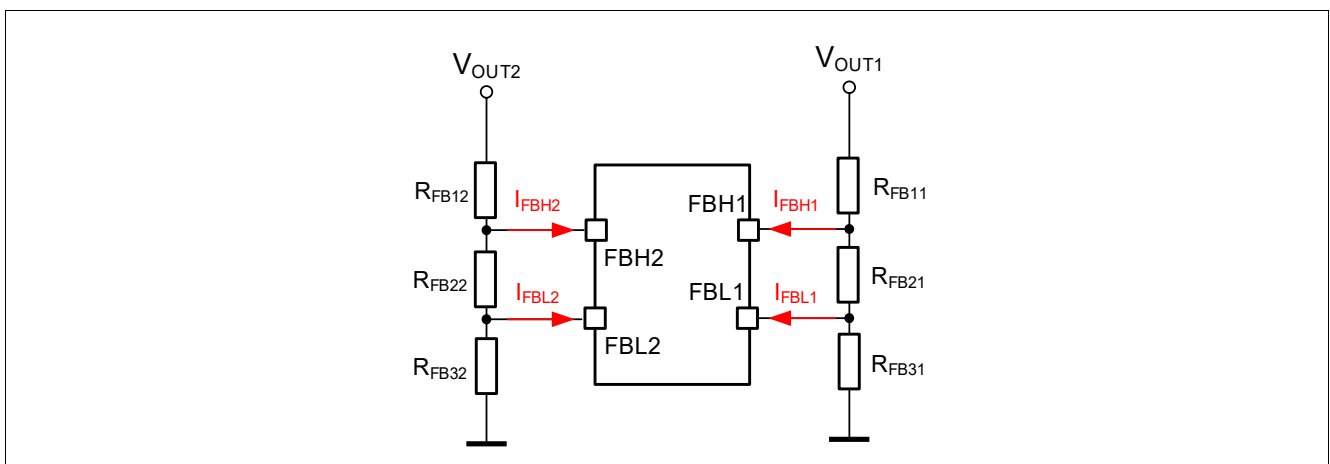 VOUT2
VOUT1
RFB12
IFBH2
FBH1
IFBH1
RFB11
FBH2
RFB22
IFBL2
FBL1
IFBL1
RFB21
FBL2
RFB32
RFB31